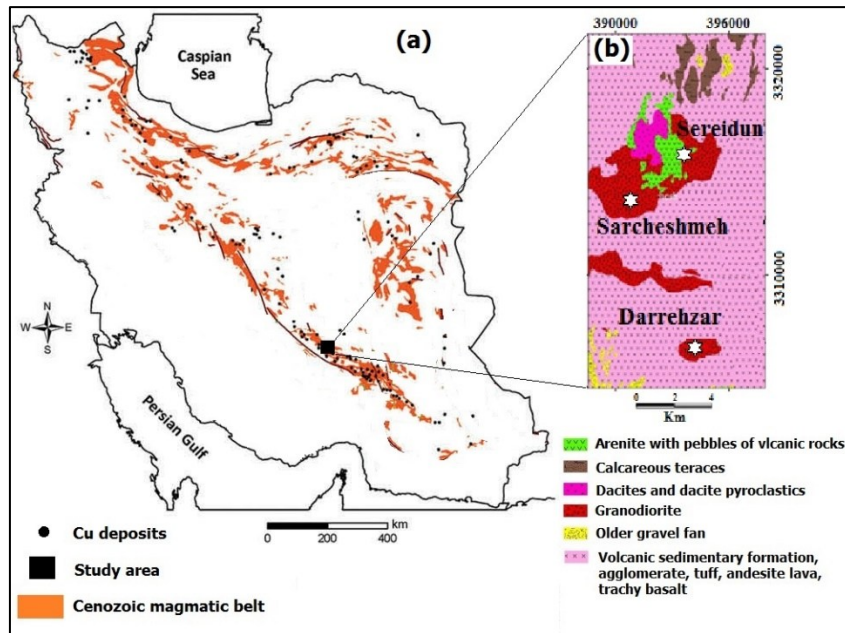 (a)
Caspian
Sea
N
W E
S
Persian Gulf
km
0 200 400
Cu deposits
Study area
Cenozoic magmatic belt
390000 396000
(b)
3320000
Sereidun
Sarcheshmeh
3310000
Darrehzar
0 2 4
Km
Arenite with pebbles of vlcanic rocks
Calcareous teraces
Dacites and dacite pyroclastics
Granodiorite
Older gravel fan
Volcanic sedimentary formation,
agglomerate, tuff, andesite lava,
trachy basalt